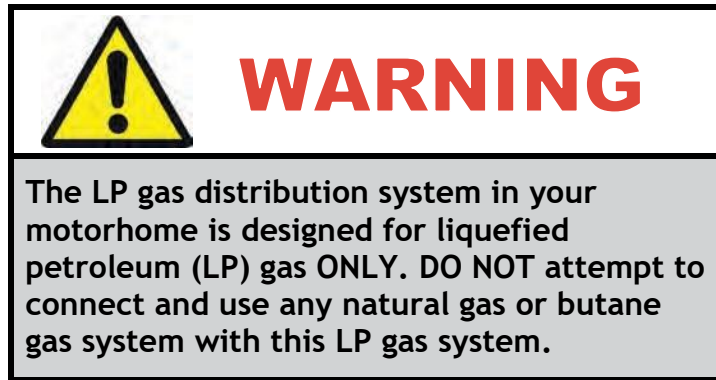 WARNING
The LP gas distribution system in your
motorhome is designed for liquefied
petroleum (LP) gas ONLY. DO NOT attempt to
connect and use any natural gas or butane
gas system with this LP gas system.